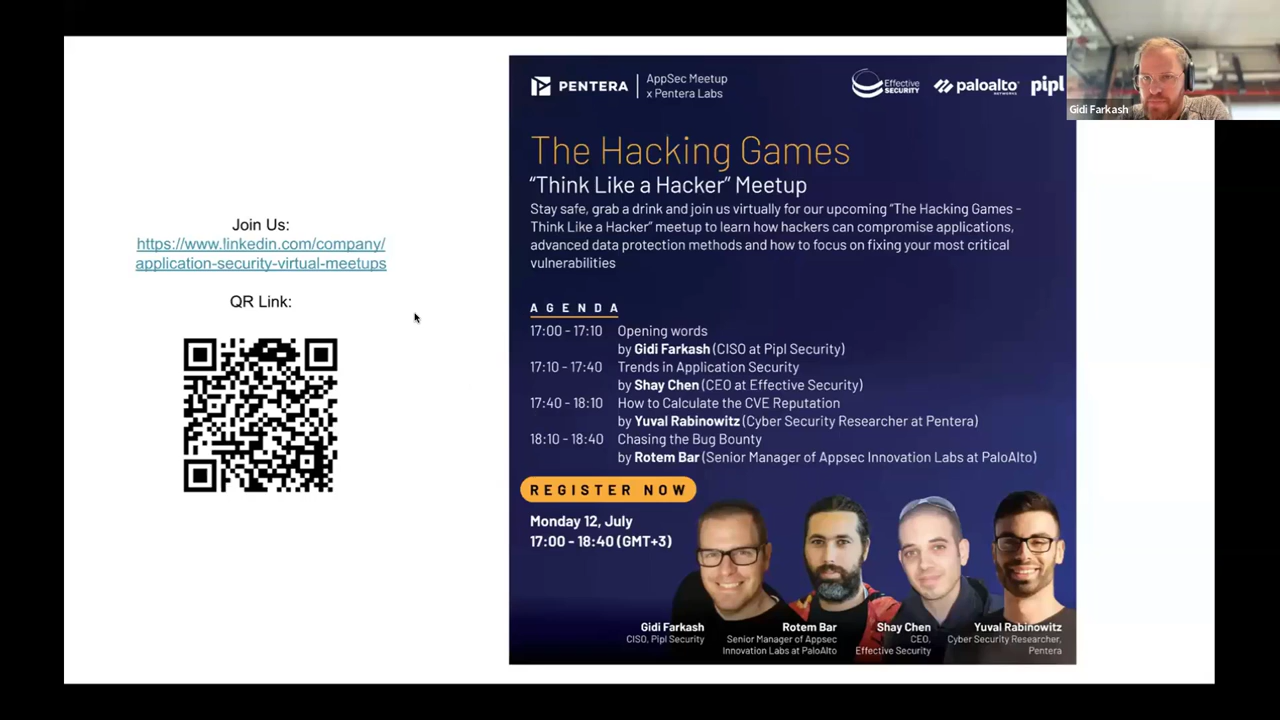 Join Us:
https://www.linkedin.com/company/
application-security-virtual-meetups
QR Link:
PENTERA
AppSec Meetup
x Pentera Labs
Effective
SECURITY
paloalto
NETWORKS
pipl
Gidi Farkash
The Hacking Games
“Think Like a Hacker” Meetup
Stay safe, grab a drink and join us virtually for our upcoming “The Hacking Games -
Think Like a Hacker” meetup to learn how hackers can compromise applications,
advanced data protection methods and how to focus on fixing your most critical
vulnerabilities
AGENDA
17:00 - 17:10 Opening words
by Gidi Farkash (CISO at Pipl Security)
17:10 - 17:40 Trends in Application Security
by Shay Chen (CEO at Effective Security)
17:40 - 18:10 How to Calculate the CVE Reputation
by Yuval Rabinowitz (Cyber Security Researcher at Pentera)
18:10 - 18:40 Chasing the Bug Bounty
by Rotem Bar (Senior Manager of Appsec Innovation Labs at PaloAlto)
REGISTER NOW
Monday 12, July
17:00 - 18:40 (GMT+3)
Gidi Farkash
CISO, Pipl Security
Rotem Bar
Senior Manager of Appsec
Innovation Labs at PaloAlto
Shay Chen
CEO,
Effective Security
Yuval Rabinowitz
Cyber Security Researcher,
Pentera